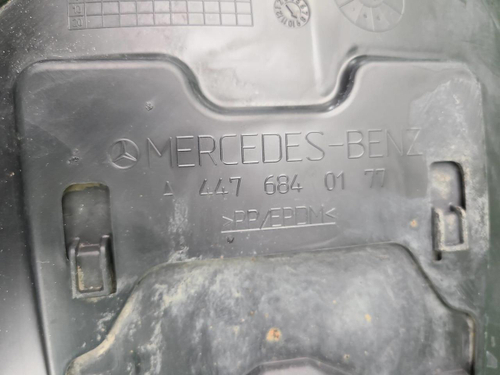 MERCEDES-BENZ
A 447 684 01 77
>PP/EPDM<